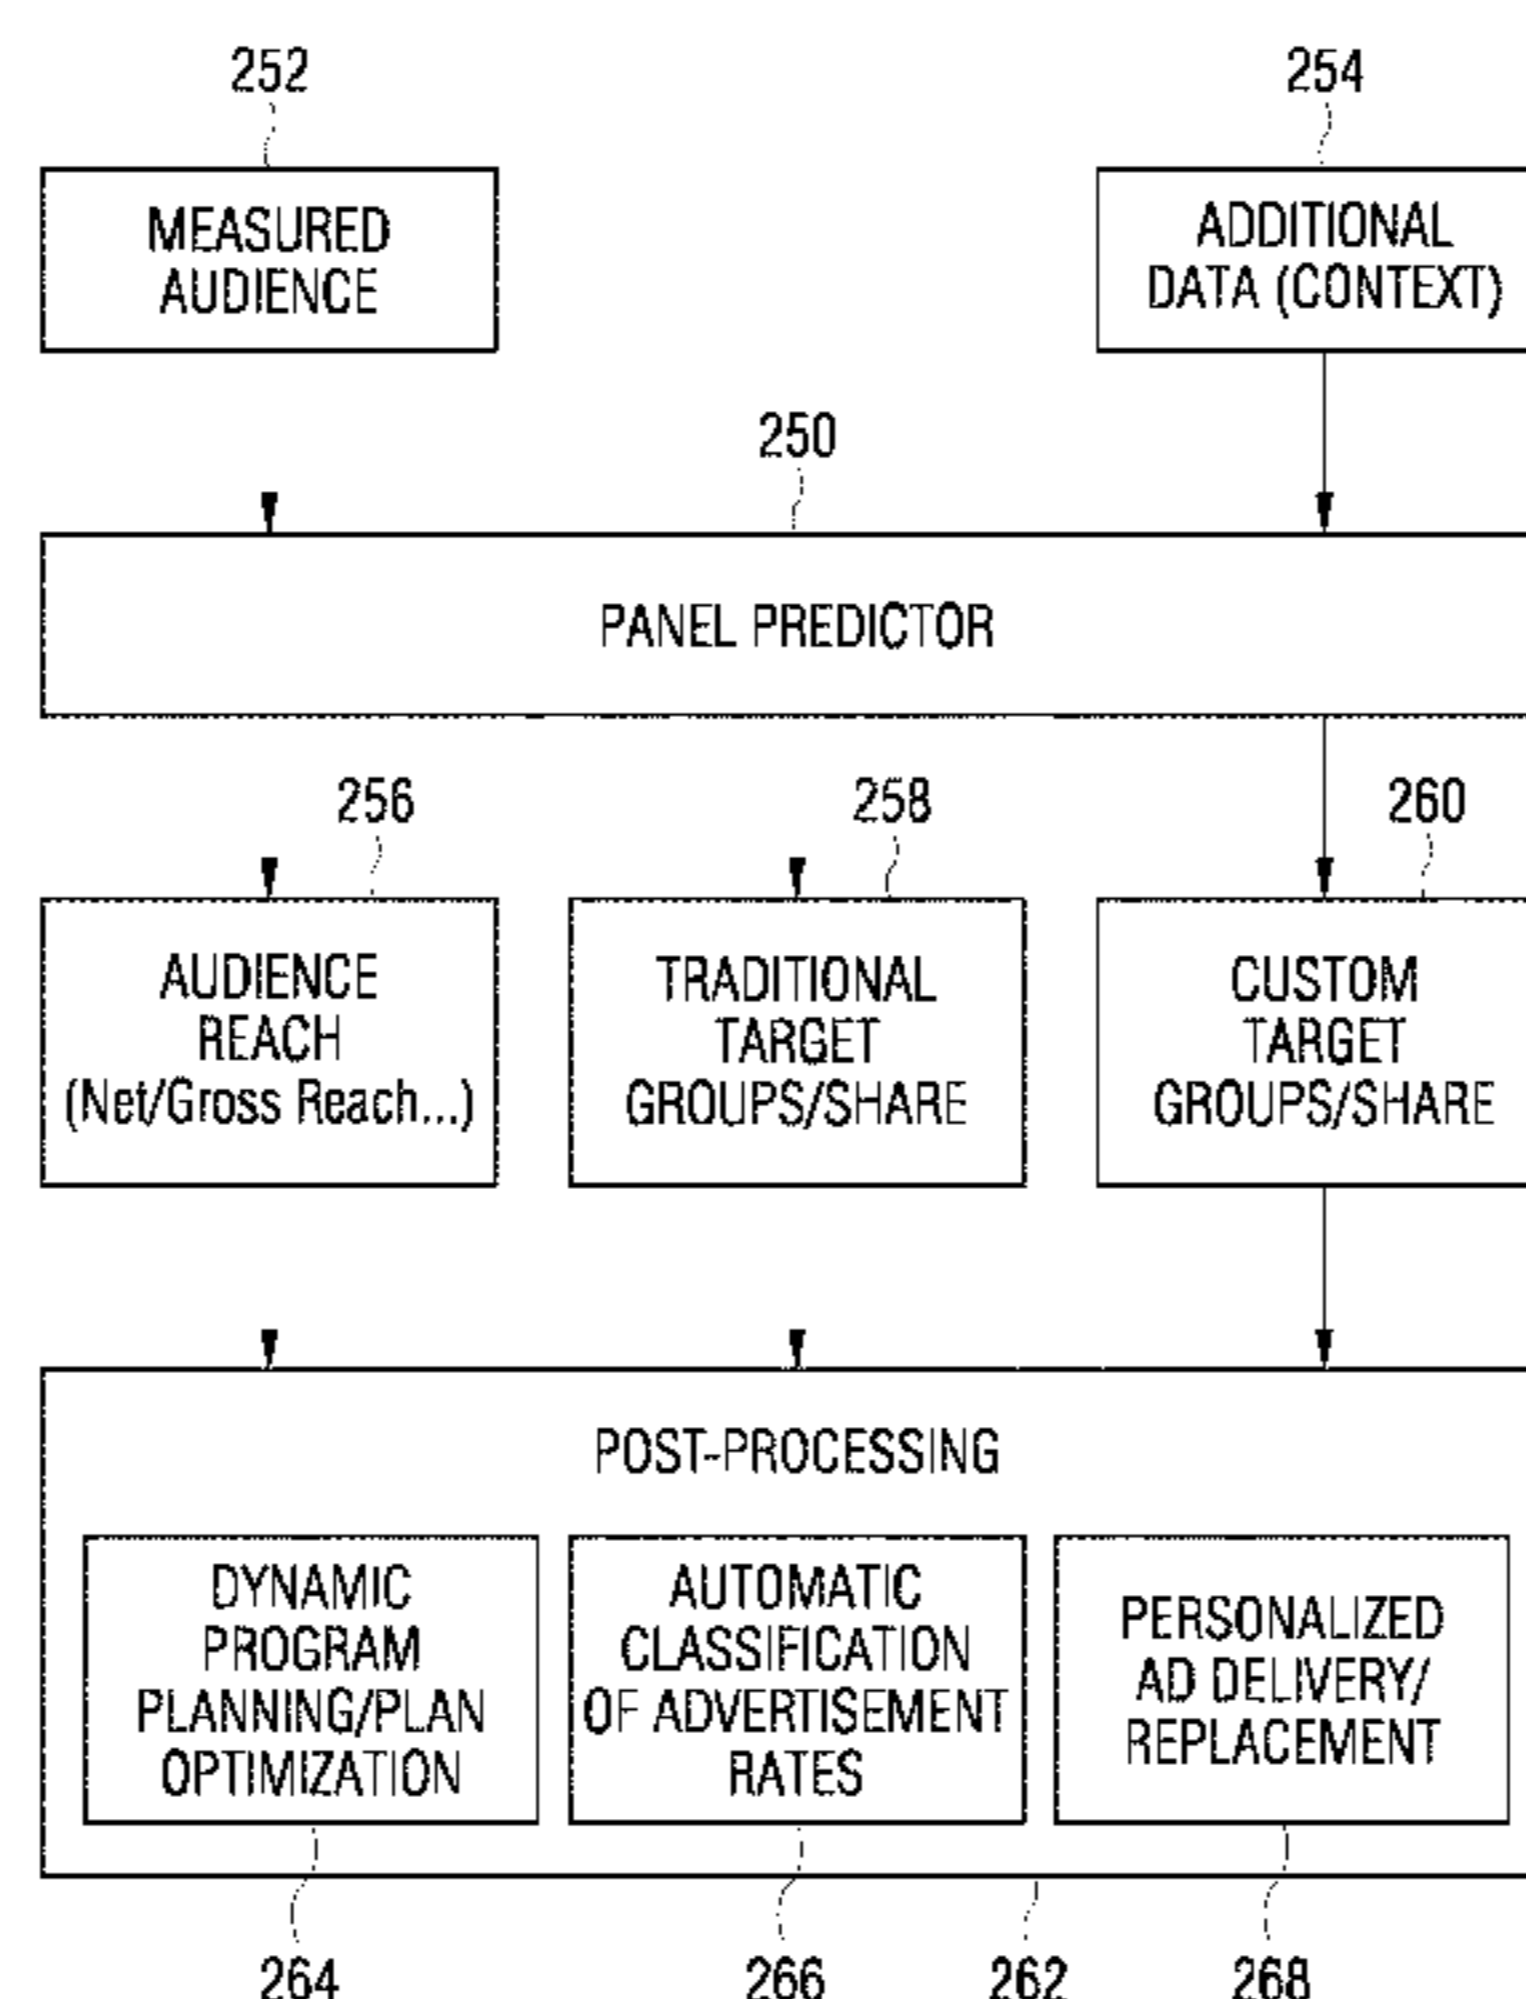 252
254
MEASURED
AUDIENCE
ADDITIONAL
DATA (CONTEXT)
250
PANEL PREDICTOR
256
258
260
AUDIENCE
REACH
(Net/Gross Reach...)
TRADITIONAL
TARGET
GROUPS/SHARE
CUSTOM
TARGET
GROUPS/SHARE
POST-PROCESSING
DYNAMIC
PROGRAM
PLANNING/PLAN
OPTIMIZATION
AUTOMATIC
CLASSIFICATION
OF ADVERTISEMENT
RATES
PERSONALIZED
AD DELIVERY/
REPLACEMENT
264
266
262
268